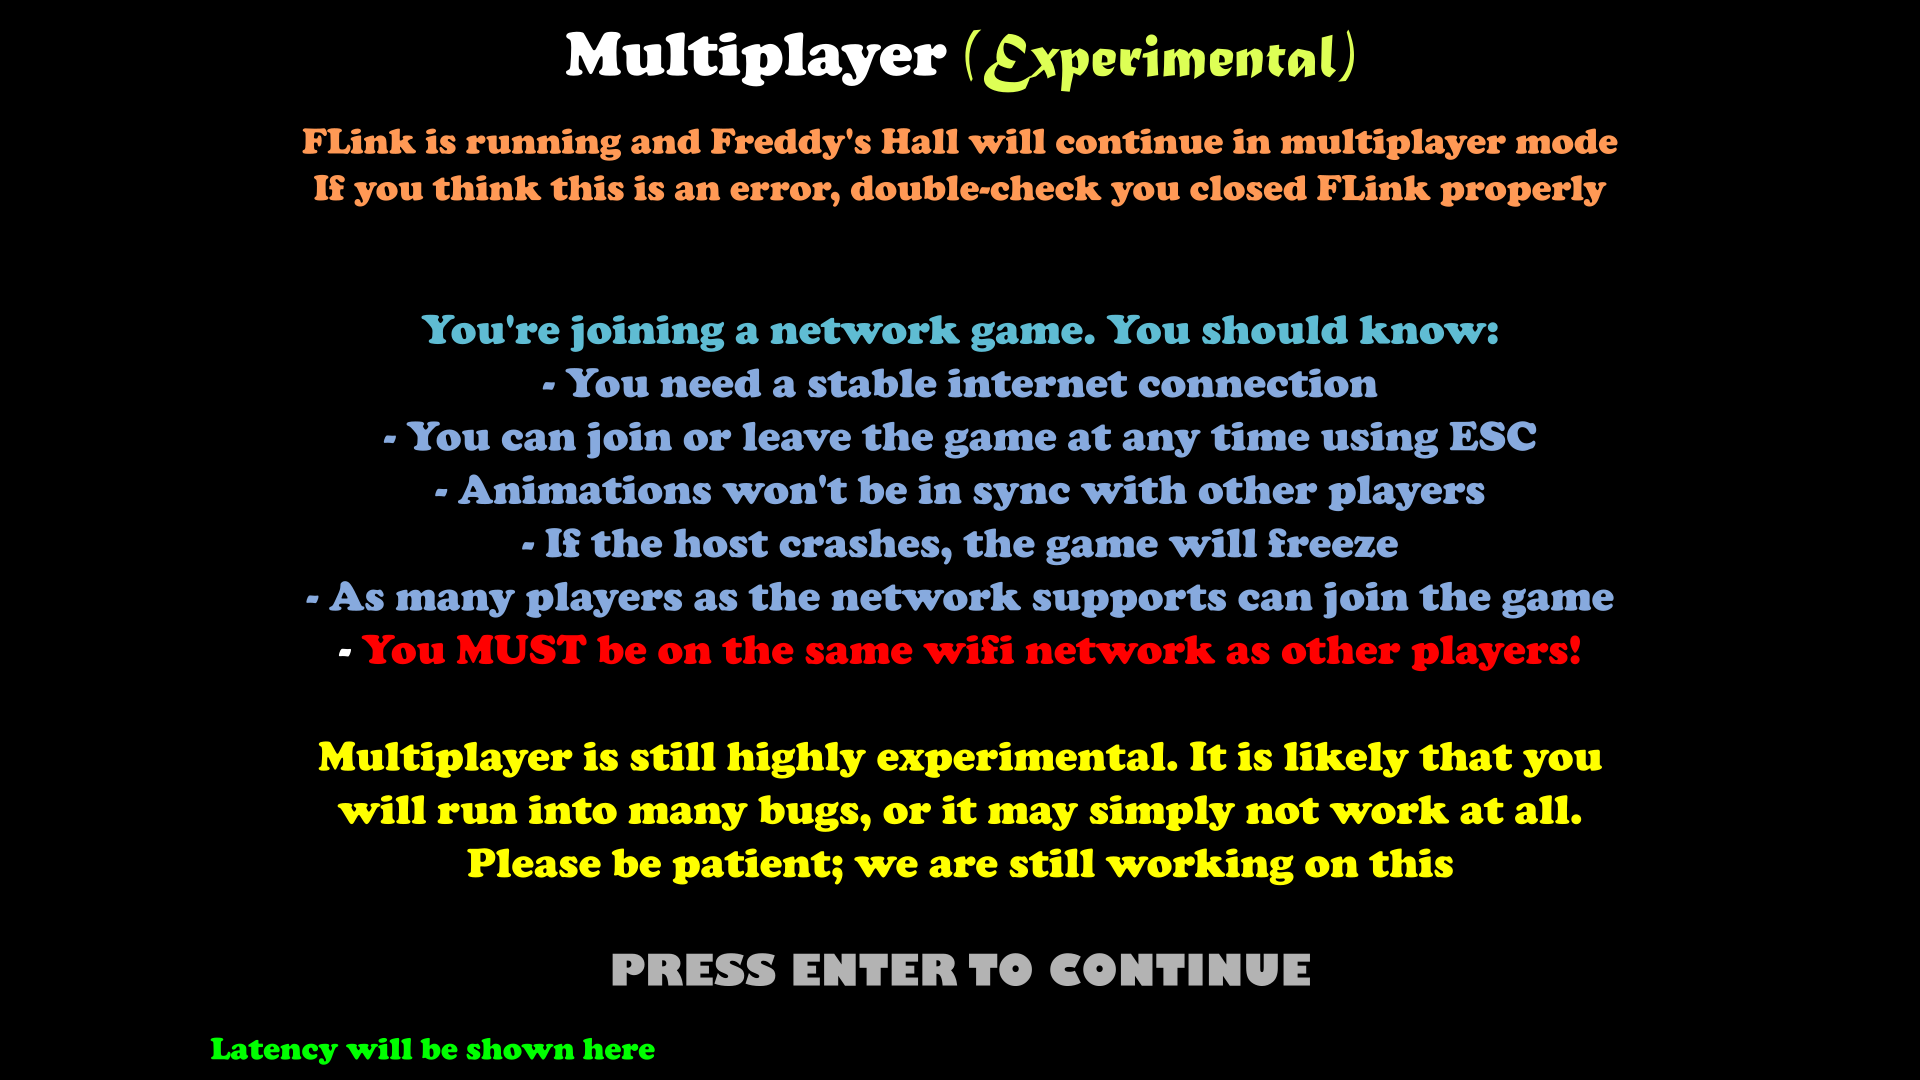 Multiplayer (Experimental)
FLink is running and Freddy's Hall will continue in multiplayer mode
If you think this is an error, double-check you closed FLink properly
You're joining a network game. You should know:
- You need a stable internet connection
- You can join or leave the game at any time using ESC
- Animations won't be in sync with other players
- If the host crashes, the game will freeze
- As many players as the network supports can join the game
- You MUST be on the same wifi network as other players!
Multiplayer is still highly experimental. It is likely that you
will run into many bugs, or it may simply not work at all.
Please be patient; we are still working on this
PRESS ENTER TO CONTINUE
Latency will be shown here